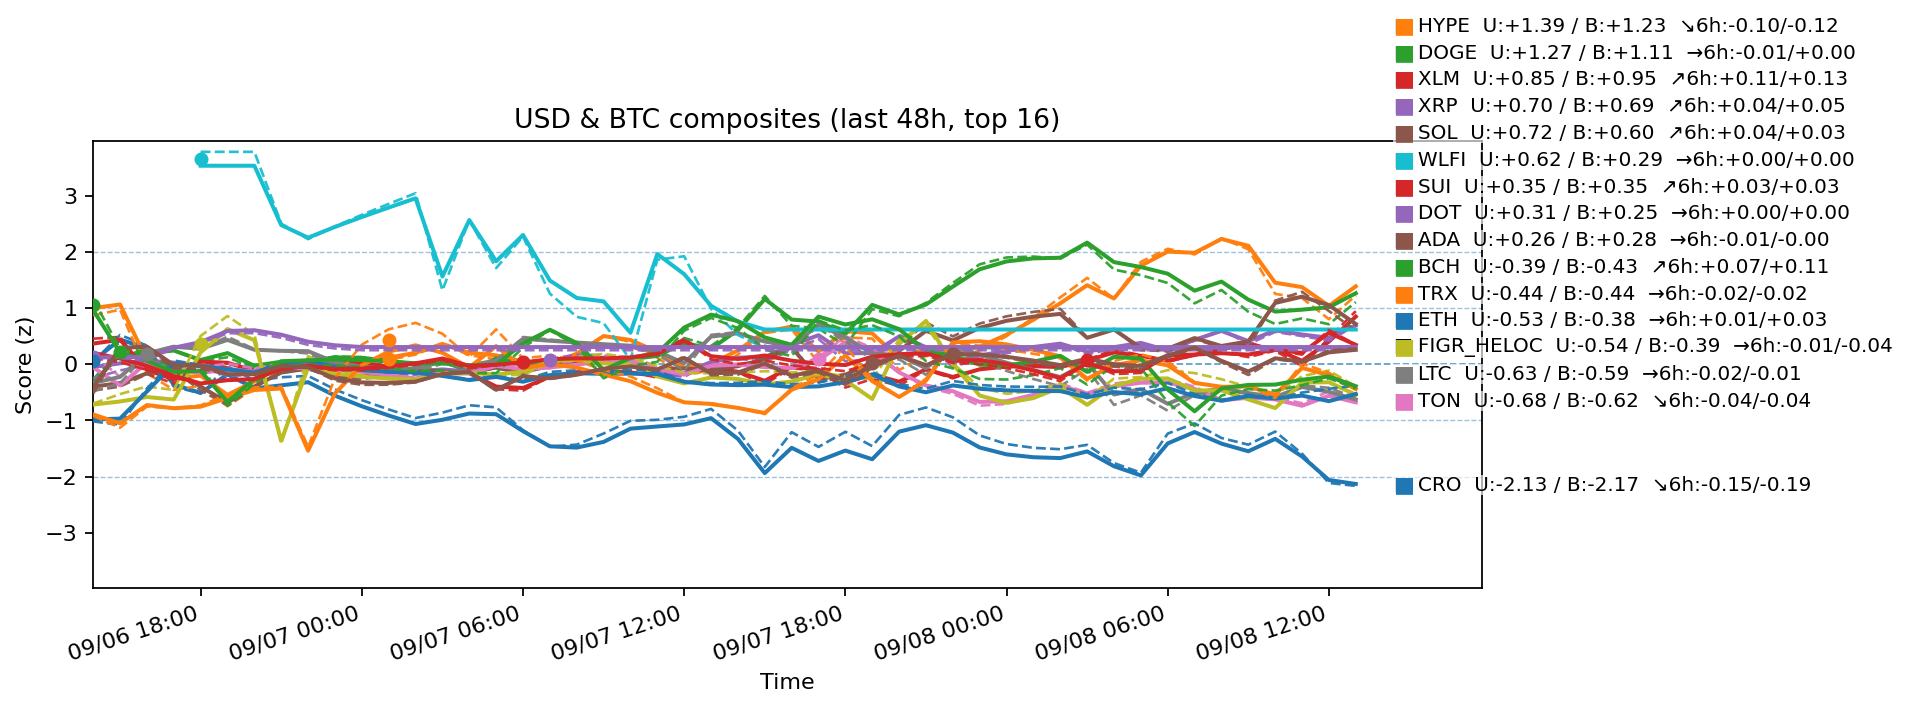 HYPE U:+1.39 / B:+1.23 ↘6h:-0.10/-0.12
DOGE U:+1.27 / B:+1.11 →6h:-0.01/+0.00
XLM U:+0.85 / B:+0.95 ↗6h:+0.11/+0.13
XRP U:+0.70 / B:+0.69 ↗6h:+0.04/+0.05
SOL U:+0.72 / B:+0.60 ↗6h:+0.04/+0.03
WLFI U:+0.62 / B:+0.29 →6h:+0.00/+0.00
SUI U:+0.35 / B:+0.35 ↗6h:+0.03/+0.03
DOT U:+0.31 / B:+0.25 →6h:+0.00/+0.00
ADA U:+0.26 / B:+0.28 →6h:-0.01/-0.00
BCH U:-0.39 / B:-0.43 ↗6h:+0.07/+0.11
TRX U:-0.44 / B:-0.44 →6h:-0.02/-0.02
ETH U:-0.53 / B:-0.38 →6h:+0.01/+0.03
FIGR_HELOC U:-0.54 / B:-0.39 →6h:-0.01/-0.04
LTC U:-0.63 / B:-0.59 →6h:-0.02/-0.01
TON U:-0.68 / B:-0.62 ↘6h:-0.04/-0.04
CRO U:-2.13 / B:-2.17 ↘6h:-0.15/-0.19
USD & BTC composites (last 48h, top 16)
Score (z)
3
2
1
0
−1
−2
−3
09/06 18:00
09/07 00:00
09/07 06:00
09/07 12:00
09/07 18:00
09/08 00:00
09/08 06:00
09/08 12:00
Time